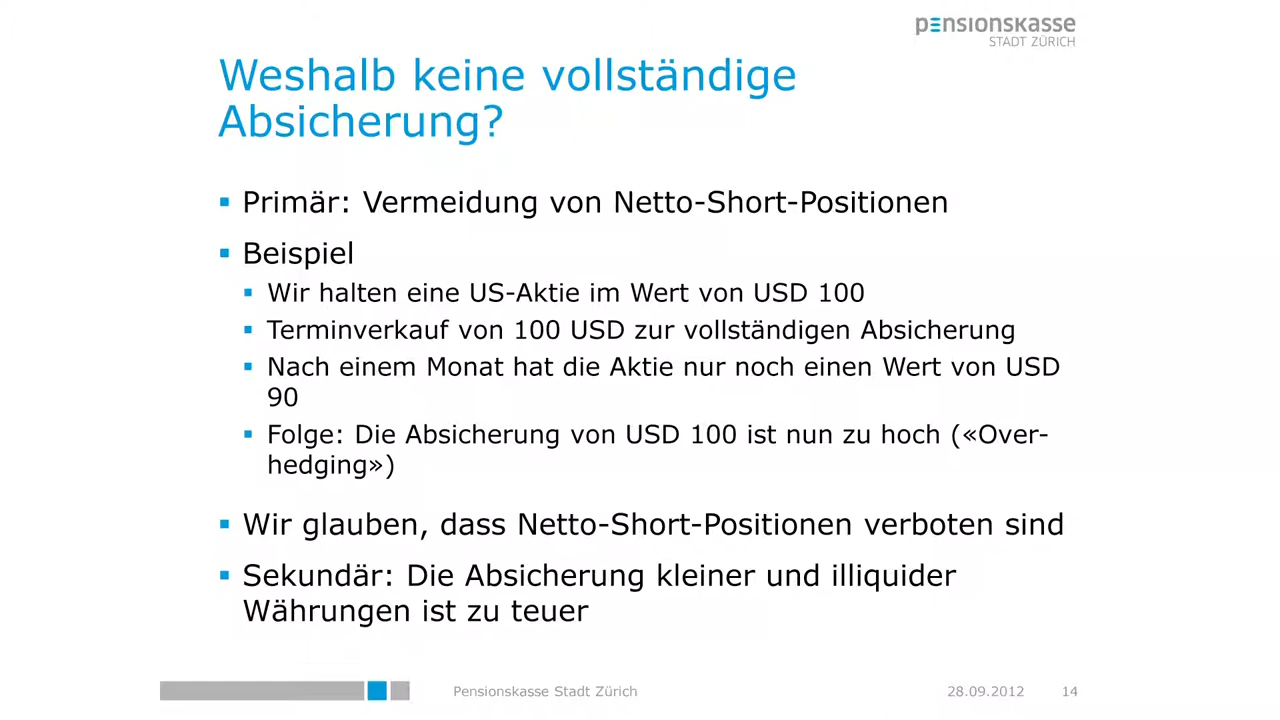 pensionskasse
STADT ZÜRICH
Weshalb keine vollständige
Absicherung?
Primär: Vermeidung von Netto-Short-Positionen
Beispiel
Wir halten eine US-Aktie im Wert von USD 100
Terminverkauf von 100 USD zur vollständigen Absicherung
Nach einem Monat hat die Aktie nur noch einen Wert von USD
90
Folge: Die Absicherung von USD 100 ist nun zu hoch («Over-
hedging»)
Wir glauben, dass Netto-Short-Positionen verboten sind
Sekundär: Die Absicherung kleiner und illiquider
Währungen ist zu teuer
Pensionskasse Stadt Zürich 28.09.2012 14